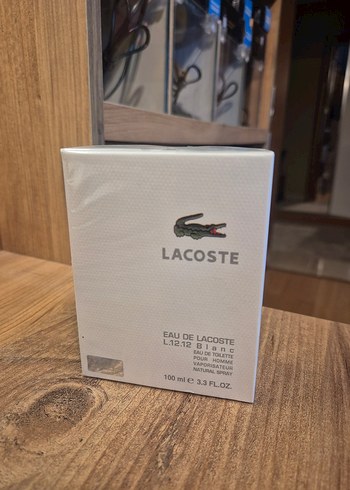 LACOSTE
EAU DE LACOSTE
L.12.12 Blanc
EAU DE TOILETTE
POUR HOMME
VAPORISATEUR
NATURAL SPRAY
100 ml ℮ 3.3 FL.OZ.